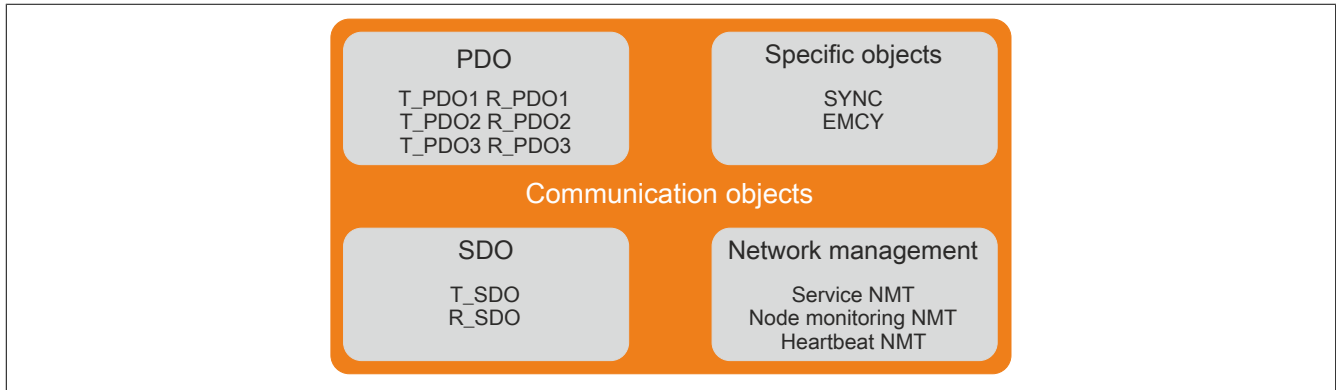 PDO
T_PDO1 R_PDO1
T_PDO2 R_PDO2
T_PDO3 R_PDO3
Specific objects
SYNC
EMCY
Communication objects
SDO
T_SDO
R_SDO
Network management
Service NMT
Node monitoring NMT
Heartbeat NMT